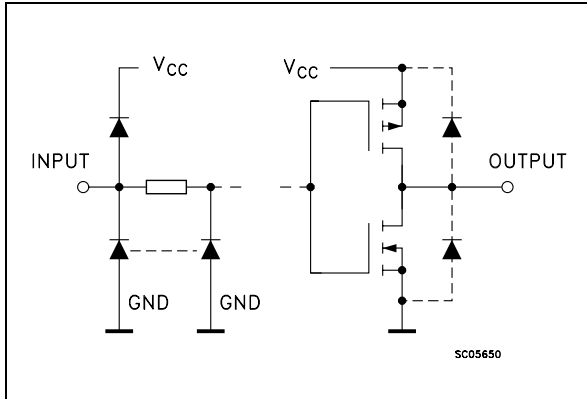 VCC
VCC
INPUT
OUTPUT
GND
GND
SC05650